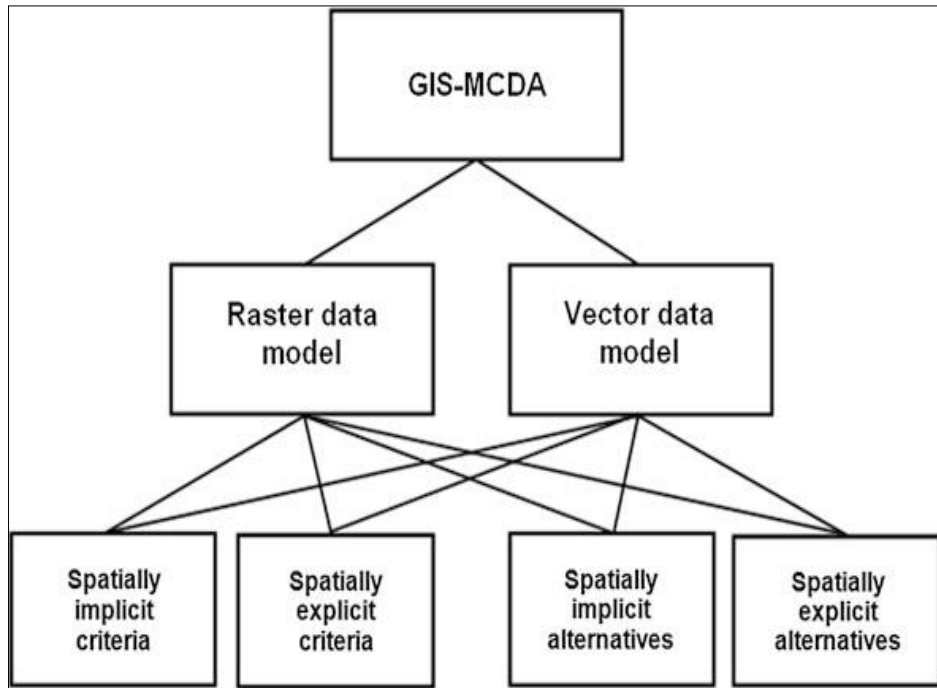 GIS-MCDA
Raster data
model
Vector data
model
Spatially
implicit
criteria
Spatially
explicit
criteria
Spatially
implicit
alternatives
Spatially
explicit
alternatives